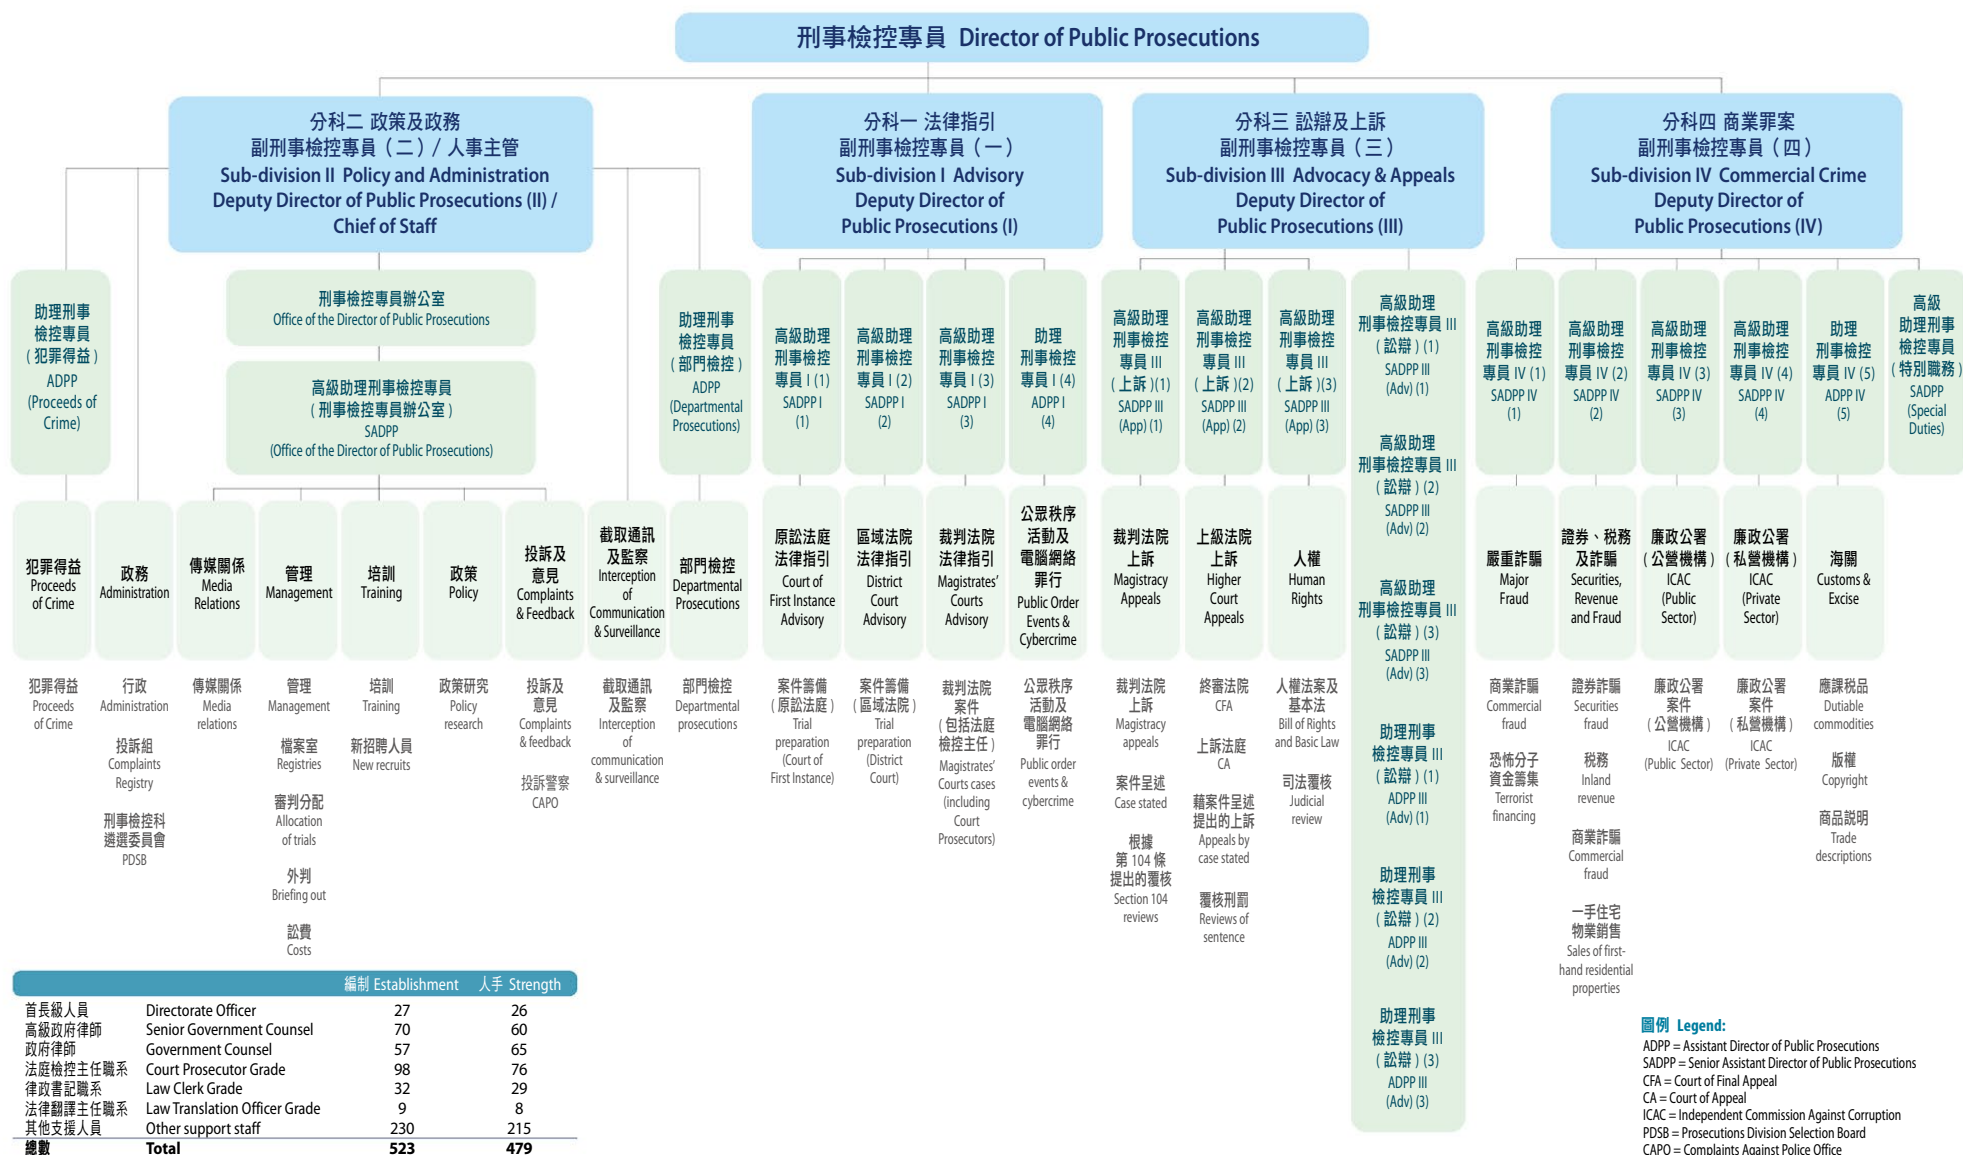 刑事檢控專員 Director of Public Prosecutions
分科二 政策及政務
副刑事檢控專員（二）/ 人事主管
Sub-division II Policy and Administration
Deputy Director of Public Prosecutions (II) /
Chief of Staff
分科一 法律指引
副刑事檢控專員（一）
Sub-division I Advisory
Deputy Director of
Public Prosecutions (I)
分科三 訟辯及上訴
副刑事檢控專員（三）
Sub-division III Advocacy & Appeals
Deputy Director of
Public Prosecutions (III)
分科四 商業罪案
副刑事檢控專員（四）
Sub-division IV Commercial Crime
Deputy Director of
Public Prosecutions (IV)
助理刑事
檢控專員
（犯罪得益）
ADPP
(Proceeds of
Crime)
刑事檢控專員辦公室
Office of the Director of Public Prosecutions
高級助理刑事檢控專員
（刑事檢控專員辦公室）
SADPP
(Office of the Director of Public Prosecutions)
助理刑事
檢控專員
（部門檢控）
ADPP
(Departmental
Prosecutions)
高級助理
刑事檢控
專員 I (1)
SADPP I
(1)
高級助理
刑事檢控
專員 I (2)
SADPP I
(2)
高級助理
刑事檢控
專員 I (3)
SADPP I
(3)
助理
刑事檢控
專員 I (4)
ADPP I
(4)
高級助理
刑事檢控
專員 III
（上訴）(1)
SADPP III
(App) (1)
高級助理
刑事檢控
專員 III
（上訴）(2)
SADPP III
(App) (2)
高級助理
刑事檢控
專員 III
（上訴）(3)
SADPP III
(App) (3)
高級助理
刑事檢控專員 III
（訟辯）(1)
SADPP III
(Adv) (1)
高級助理
刑事檢控專員 III
（訟辯）(2)
SADPP III
(Adv) (2)
高級助理
刑事檢控專員 III
（訟辯）(3)
SADPP III
(Adv) (3)
助理刑事
檢控專員 III
（訟辯）(1)
ADPP III
(Adv) (1)
助理刑事
檢控專員 III
（訟辯）(2)
ADPP III
(Adv) (2)
助理刑事
檢控專員 III
（訟辯）(3)
ADPP III
(Adv) (3)
高級助理
刑事檢控
專員 IV (1)
SADPP IV
(1)
高級助理
刑事檢控
專員 IV (2)
SADPP IV
(2)
高級助理
刑事檢控
專員 IV (3)
SADPP IV
(3)
高級助理
刑事檢控
專員 IV (4)
SADPP IV
(4)
助理
刑事檢控
專員 IV (5)
ADPP IV
(5)
高級
助理刑事
檢控專員
（特別職務）
SADPP
(Special
Duties)
犯罪得益
Proceeds
of Crime
政務
Administration
傳媒關係
Media
Relations
管理
Management
培訓
Training
政策
Policy
投訴及
意見
Complaints
& Feedback
截取通訊
及監察
Interception
of
Communication
& Surveillance
部門檢控
Departmental
Prosecutions
原訟法庭
法律指引
Court of
First Instance
Advisory
區域法院
法律指引
District
Court
Advisory
裁判法院
法律指引
Magistrates'
Courts
Advisory
公眾秩序
活動及
電腦網絡
罪行
Public Order
Events &
Cybercrime
裁判法院
上訴
Magistracy
Appeals
上級法院
上訴
Higher
Court
Appeals
人權
Human
Rights
嚴重詐騙
Major
Fraud
證券、稅務
及詐騙
Securities,
Revenue
and Fraud
廉政公署
（公營機構）
ICAC
(Public
Sector)
廉政公署
（私營機構）
ICAC
(Private
Sector)
海關
Customs &
Excise
犯罪得益
Proceeds
of Crime
行政
Administration
投訴組
Complaints
Registry
刑事檢控科
遴選委員會
PDSB
傳媒關係
Media
relations
管理
Management
檔案室
Registries
審判分配
Allocation
of trials
外判
Briefing out
訟費
Costs
培訓
Training
新招聘人員
New recruits
政策研究
Policy
research
投訴及
意見
Complaints
& feedback
投訴警察
CAPO
截取通訊
及監察
Interception
of
communication
& surveillance
部門檢控
Departmental
prosecutions
案件籌備
（原訟法庭）
Trial
preparation
(Court of
First Instance)
案件籌備
（區域法院）
Trial
preparation
(District
Court)
裁判法院
案件
（包括法庭
檢控主任）
Magistrates'
Courts cases
(including
Court
Prosecutors)
公眾秩序
活動及
電腦網絡
罪行
Public order
events &
cybercrime
裁判法院
上訴
Magistracy
appeals
案件呈述
Case stated
根據
第 104 條
提出的覆核
Section 104
reviews
終審法院
CFA
上訴法庭
CA
藉案件呈述
提出的上訴
Appeals by
case stated
覆核刑罰
Reviews of
sentence
人權法案及
基本法
Bill of Rights
and Basic Law
司法覆核
Judicial
review
商業詐騙
Commercial
fraud
恐怖分子
資金籌集
Terrorist
financing
證券詐騙
Securities
fraud
稅務
Inland
revenue
商業詐騙
Commercial
fraud
一手住宅
物業銷售
Sales of first-
hand residential
properties
廉政公署
案件
（公營機構）
ICAC
(Public Sector)
廉政公署
案件
（私營機構）
ICAC
(Private Sector)
應課稅品
Dutiable
commodities
版權
Copyright
商品說明
Trade
descriptions
編制 Establishment 人手 Strength
首長級人員 Directorate Officer 27 26
高級政府律師 Senior Government Counsel 70 60
政府律師 Government Counsel 57 65
法庭檢控主任職系 Court Prosecutor Grade 98 76
律政書記職系 Law Clerk Grade 32 29
法律翻譯主任職系 Law Translation Officer Grade 9 8
其他支援人員 Other support staff 230 215
總數 Total 523 479
圖例 Legend:
ADPP = Assistant Director of Public Prosecutions
SADPP = Senior Assistant Director of Public Prosecutions
CFA = Court of Final Appeal
CA = Court of Appeal
ICAC = Independent Commission Against Corruption
PDSB = Prosecutions Division Selection Board
CAPO = Complaints Against Police Office